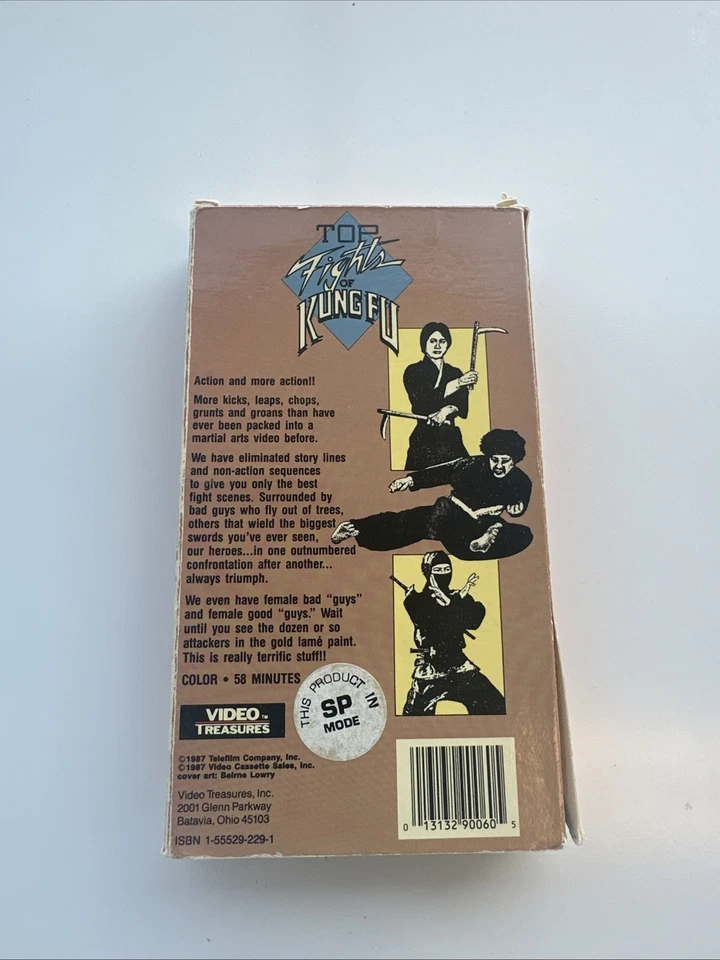 TOP
Fights
OF
KUNG FU
Action and more action!!
More kicks, leaps, chops,
grunts and groans than have
ever been packed into a
martial arts video before.
We have eliminated story lines
and non-action sequences
to give you only the best
fight scenes. Surrounded by
bad guys who fly out of trees,
others that wield the biggest
swords you've ever seen,
our heroes...in one outnumbered
confrontation after another...
always triumph.
We even have female bad "guys"
and female good "guys." Wait
until you see the dozen or so
attackers in the gold lamé paint.
This is really terrific stuff!!
COLOR • 58 MINUTES
THIS PRODUCT IN
SP
MODE
VIDEO TM
TREASURES
©1987 Telefilm Company, Inc.
©1987 Video Cassette Sales, Inc.
cover art: Beirne Lowry
Video Treasures, Inc.
2001 Glenn Parkway
Batavia, Ohio 45103
ISBN 1-55529-229-1
0 13132 90060 5